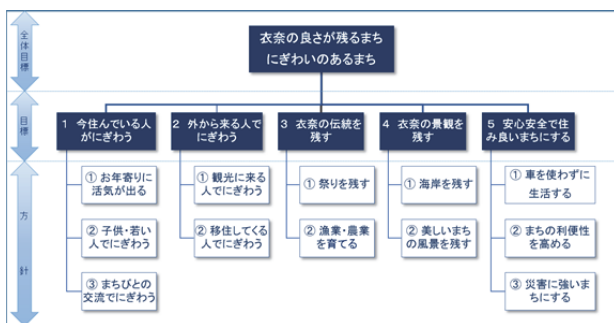 全体目標
衣奈の良さが残るまち
にぎわいのあるまち
目標
1 今住んでいる人
がにぎわう
2 外から来る人で
にぎわう
3 衣奈の伝統を
残す
4 衣奈の景観を
残す
5 安心安全で住
み良いまちにする
方針
① お年寄りに
活気が出る
② 子供・若い
人でにぎわう
③ まちびとの
交流でにぎわう
① 観光に来る
人でにぎわう
② 移住してくる
人でにぎわう
① 祭りを残す
② 漁業・農業
を育てる
① 海岸を残す
② 美しいまち
の風景を残す
① 車を使わずに
生活する
② まちの利便性
を高める
③ 災害に強いま
ちにする